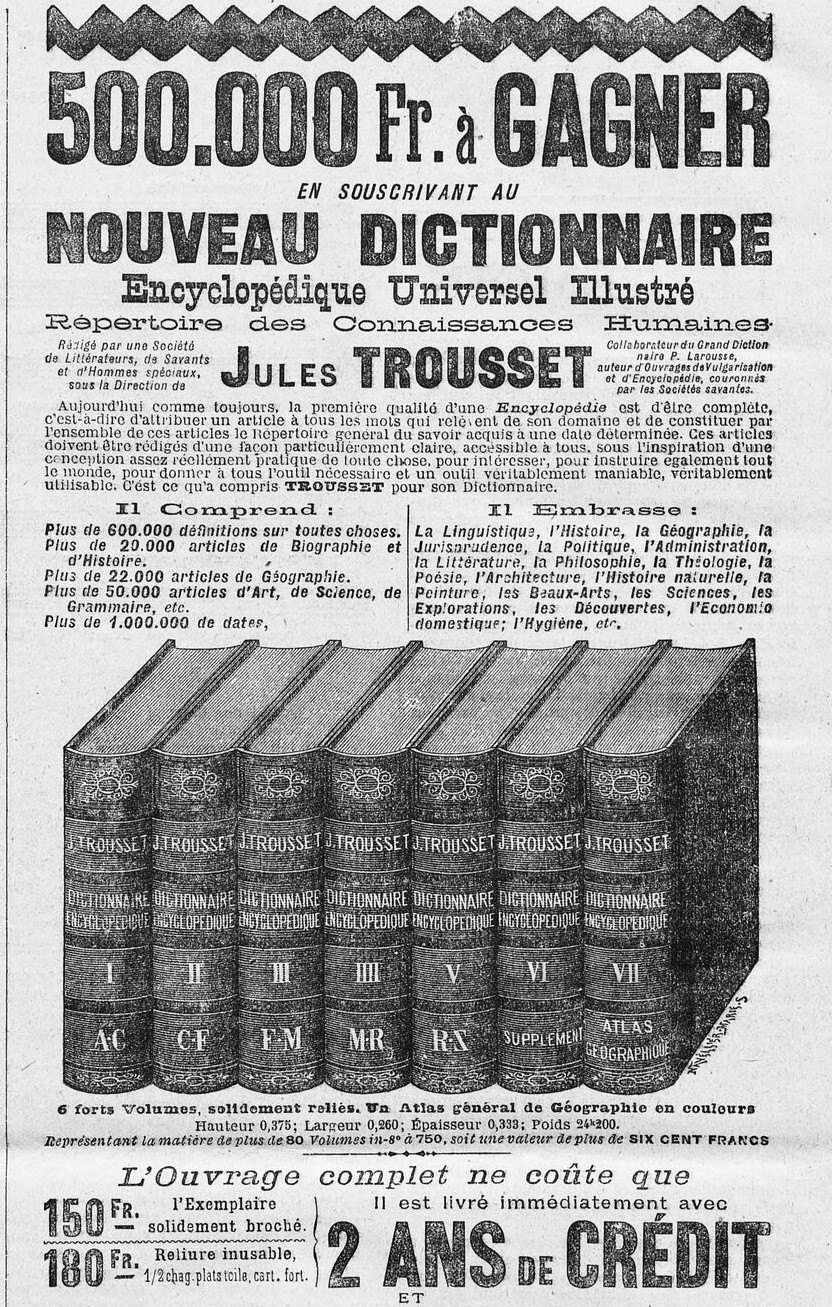 500.000 Fr. à GAGNER
EN SOUSCRIVANT AU
NOUVEAU DICTIONNAIRE
Encyclopédique Universel Illustré
Répertoire des Connaissances Humaines.
Rédigé par une Société
de Littérateurs, de Savants
et d'Hommes spéciaux,
sous la Direction de
JULES TROUSSET
Collaborateur du Grand Diction
naire P. Larousse,
auteur d'Ouvrages de Vulgarisation
et d'Encyclopédie, couronnés
par les Sociétés savantes.
Aujourd'hui comme toujours, la première qualité d'une Encyclopédie est d'être complète,
c'est-à-dire d'attribuer un article à tous les mots qui relèvent de son domaine et de constituer par
l'ensemble de ces articles le Répertoire général du savoir acquis à une date déterminée. Ces articles
doivent être rédigés d'une façon particulièrement claire, accessible à tous, sous l'inspiration d'une
conception assez réellement pratique de toute chose, pour intéresser, pour instruire également tout
le monde, pour donner à tous l'outil nécessaire et un outil véritablement maniable, véritablement
utilisable. C'est ce qu'a compris TROUSSET pour son Dictionnaire.
Il Comprend :
Plus de 600.000 définitions sur toutes choses.
Plus de 20.000 articles de Biographie et
d'Histoire.
Plus de 22.000 articles de Géographie.
Plus de 50.000 articles d'Art, de Science, de
Grammaire, etc.
Plus de 1.000.000 de dates,
Il Embrasse :
La Linguistique, l'Histoire, la Géographie, la
Jurisprudence, la Politique, l'Administration,
la Littérature, la Philosophie, la Théologie, la
Poésie, l'Architecture, l'Histoire naturelle, la
Peinture, les Beaux-Arts, les Sciences, les
Explorations, les Découvertes, l'Economie
domestique; l'Hygiène, etc.
J.TROUSSET J.TROUSSET J.TROUSSET J.TROUSSET J.TROUSSET J.TROUSSET J.TROUSSET
DICTIONNAIRE DICTIONNAIRE DICTIONNAIRE DICTIONNAIRE DICTIONNAIRE DICTIONNAIRE DICTIONNAIRE
ENCYCLOPEDIQUE ENCYCLOPEDIQUE ENCYCLOPEDIQUE ENCYCLOPEDIQUE ENCYCLOPEDIQUE ENCYCLOPEDIQUE ENCYCLOPEDIQUE
I II III IIII V VI VII
A-C C-F F-M M-R R-Z SUPPLEMENT ATLAS
GÉOGRAPHIQUE
6 forts Volumes, solidement reliés. Un Atlas général de Géographie en couleurs
Hauteur 0,375; Largeur 0,260; Épaisseur 0,333; Poids 24k200.
Représentant la matière de plus de 80 Volumes in-8° à 750, soit une valeur de plus de SIX CENT FRANCS
L'Ouvrage complet ne coûte que
150 FR. l'Exemplaire
solidement broché.
180 FR. Reliure inusable,
1/2 chag. plats toile, cart. fort.
Il est livré immédiatement avec
2 ANS DE CRÉDIT
ET